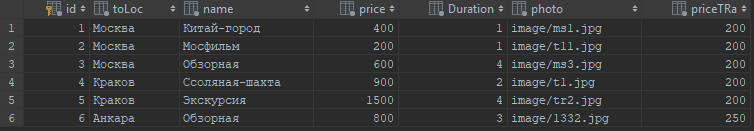 id toLoc name price Duration photo priceTRa
1 1 Москва Китай-город 400 1 image/ms1.jpg 200
2 2 Москва Мосфильм 200 1 image/t11.jpg 200
3 3 Москва Обзорная 600 4 image/ms3.jpg 200
4 4 Краков Ссоляная-шахта 900 2 image/t1.jpg 200
5 5 Краков Экскурсия 1500 4 image/tr2.jpg 200
6 6 Анкара Обзорная 800 3 image/1332.jpg 250